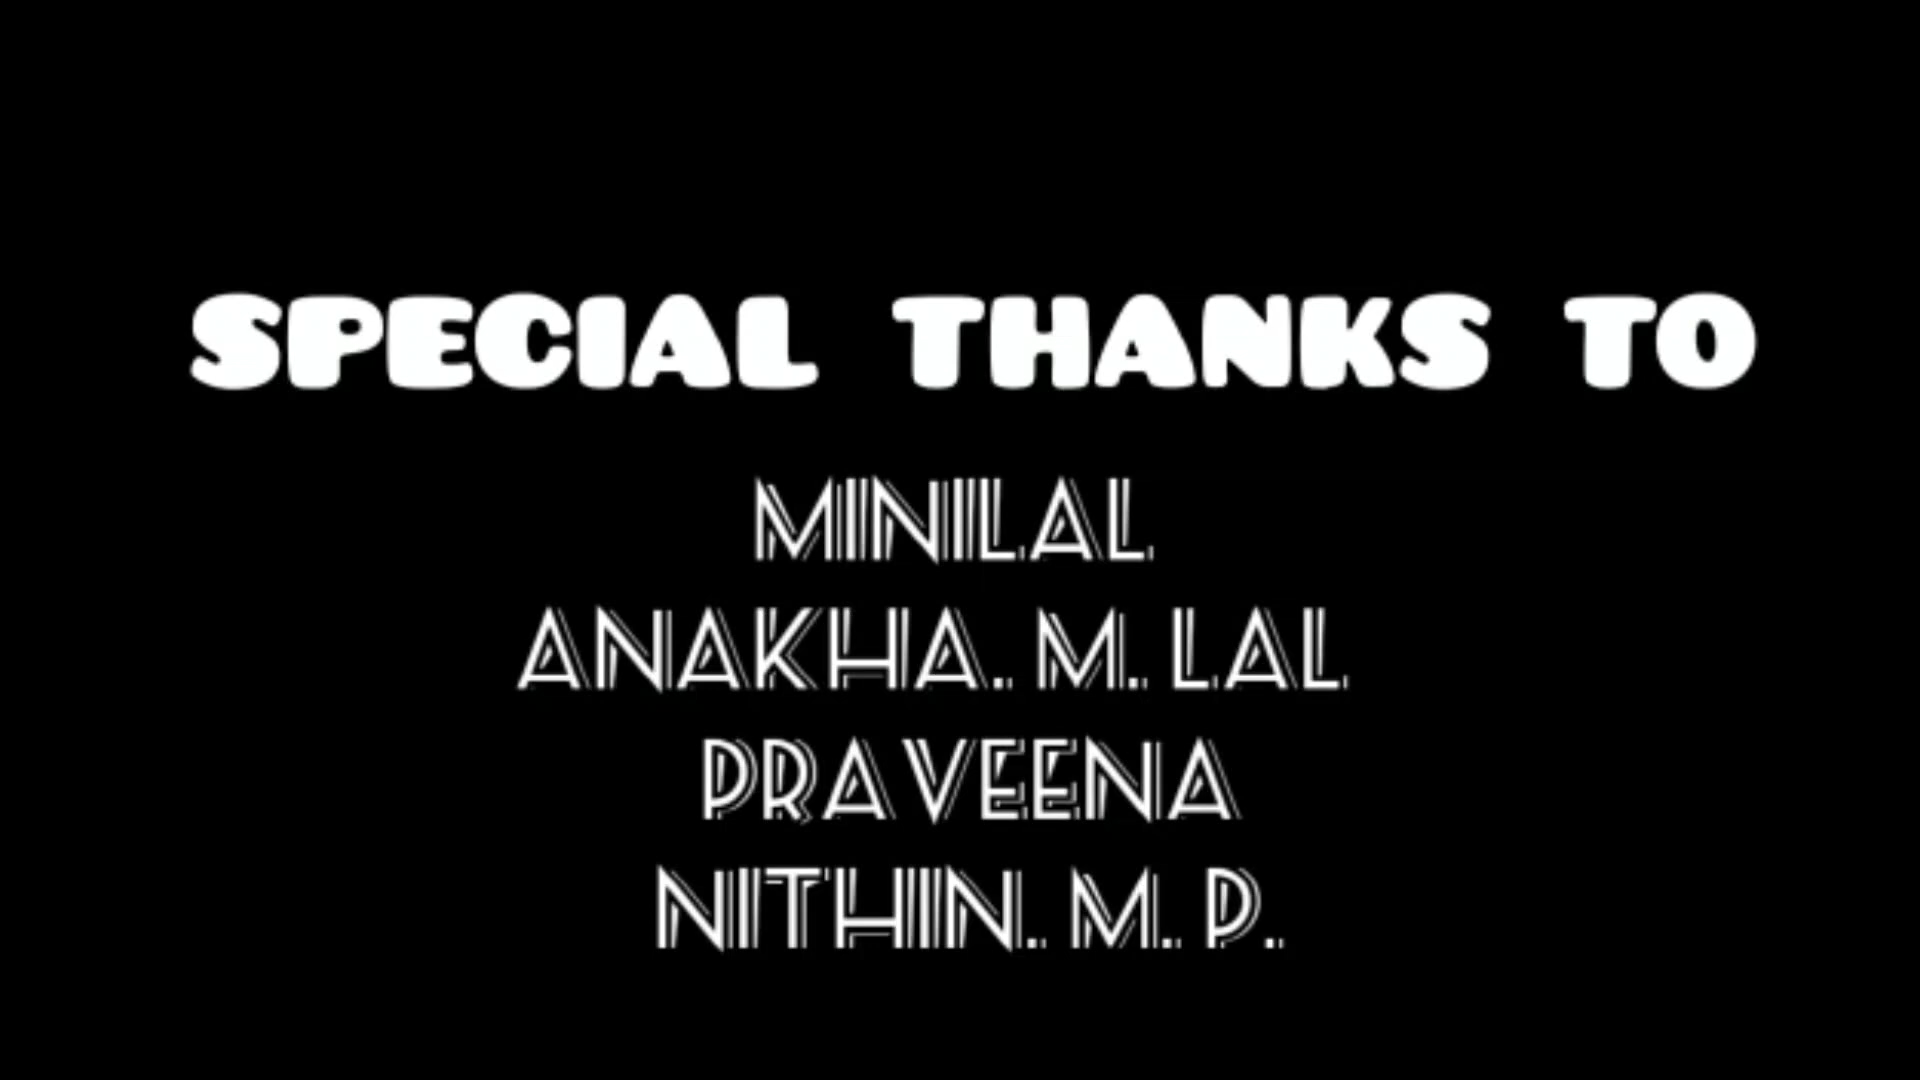 SPECIAL THANKS TO
MINILAL
ANAKHA. M. LAL
PRAVEENA
NITHIN. M. P.